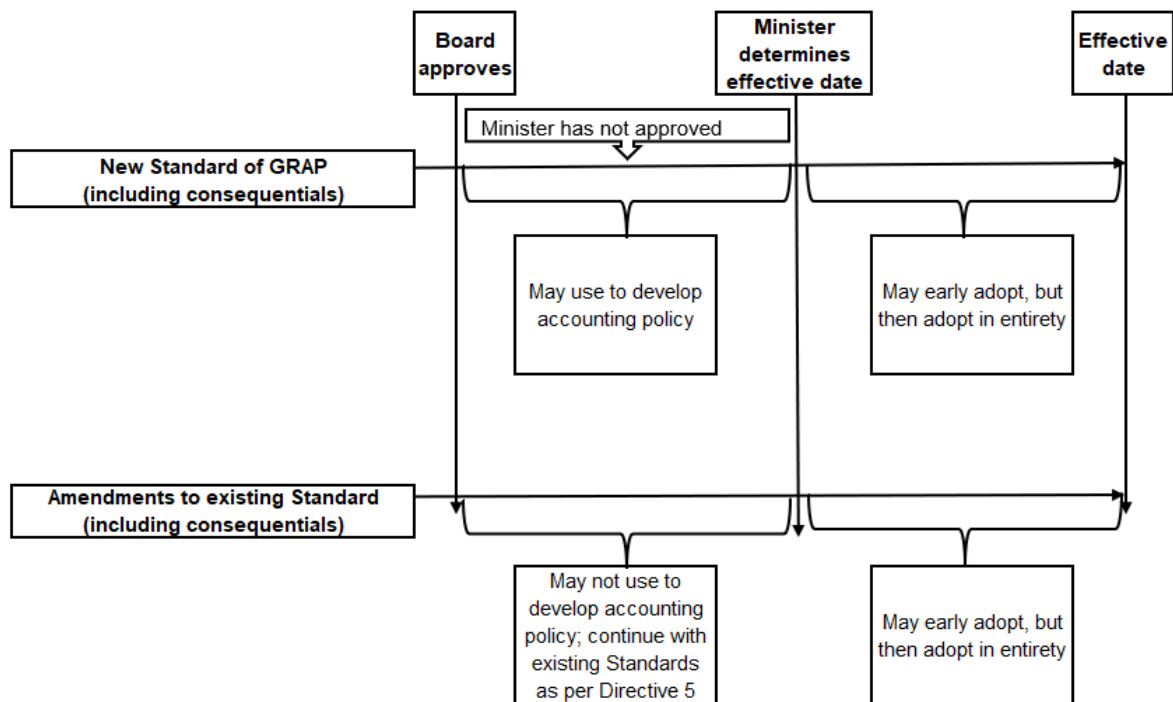 Board
approves
Minister
determines
effective date
Effective
date
Minister has not approved
New Standard of GRAP
(including consequentials)
May use to develop
accounting policy
May early adopt, but
then adopt in entirety
Amendments to existing Standard
(including consequentials)
May not use to
develop accounting
policy; continue with
existing Standards
as per Directive 5
May early adopt, but
then adopt in entirety